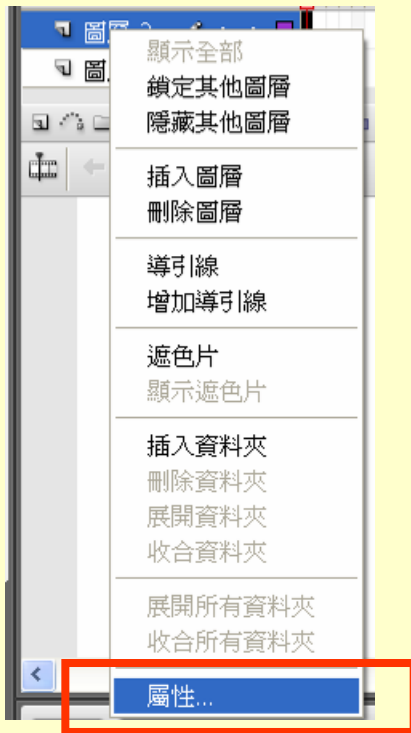 圖層
顯示全部
圖
鎖定其他圖層
隱藏其他圖層
插入圖層
刪除圖層
導引線
增加導引線
遮色片
顯示遮色片
插入資料夾
刪除資料夾
展開資料夾
收合資料夾
展開所有資料夾
收合所有資料夾
屬性...